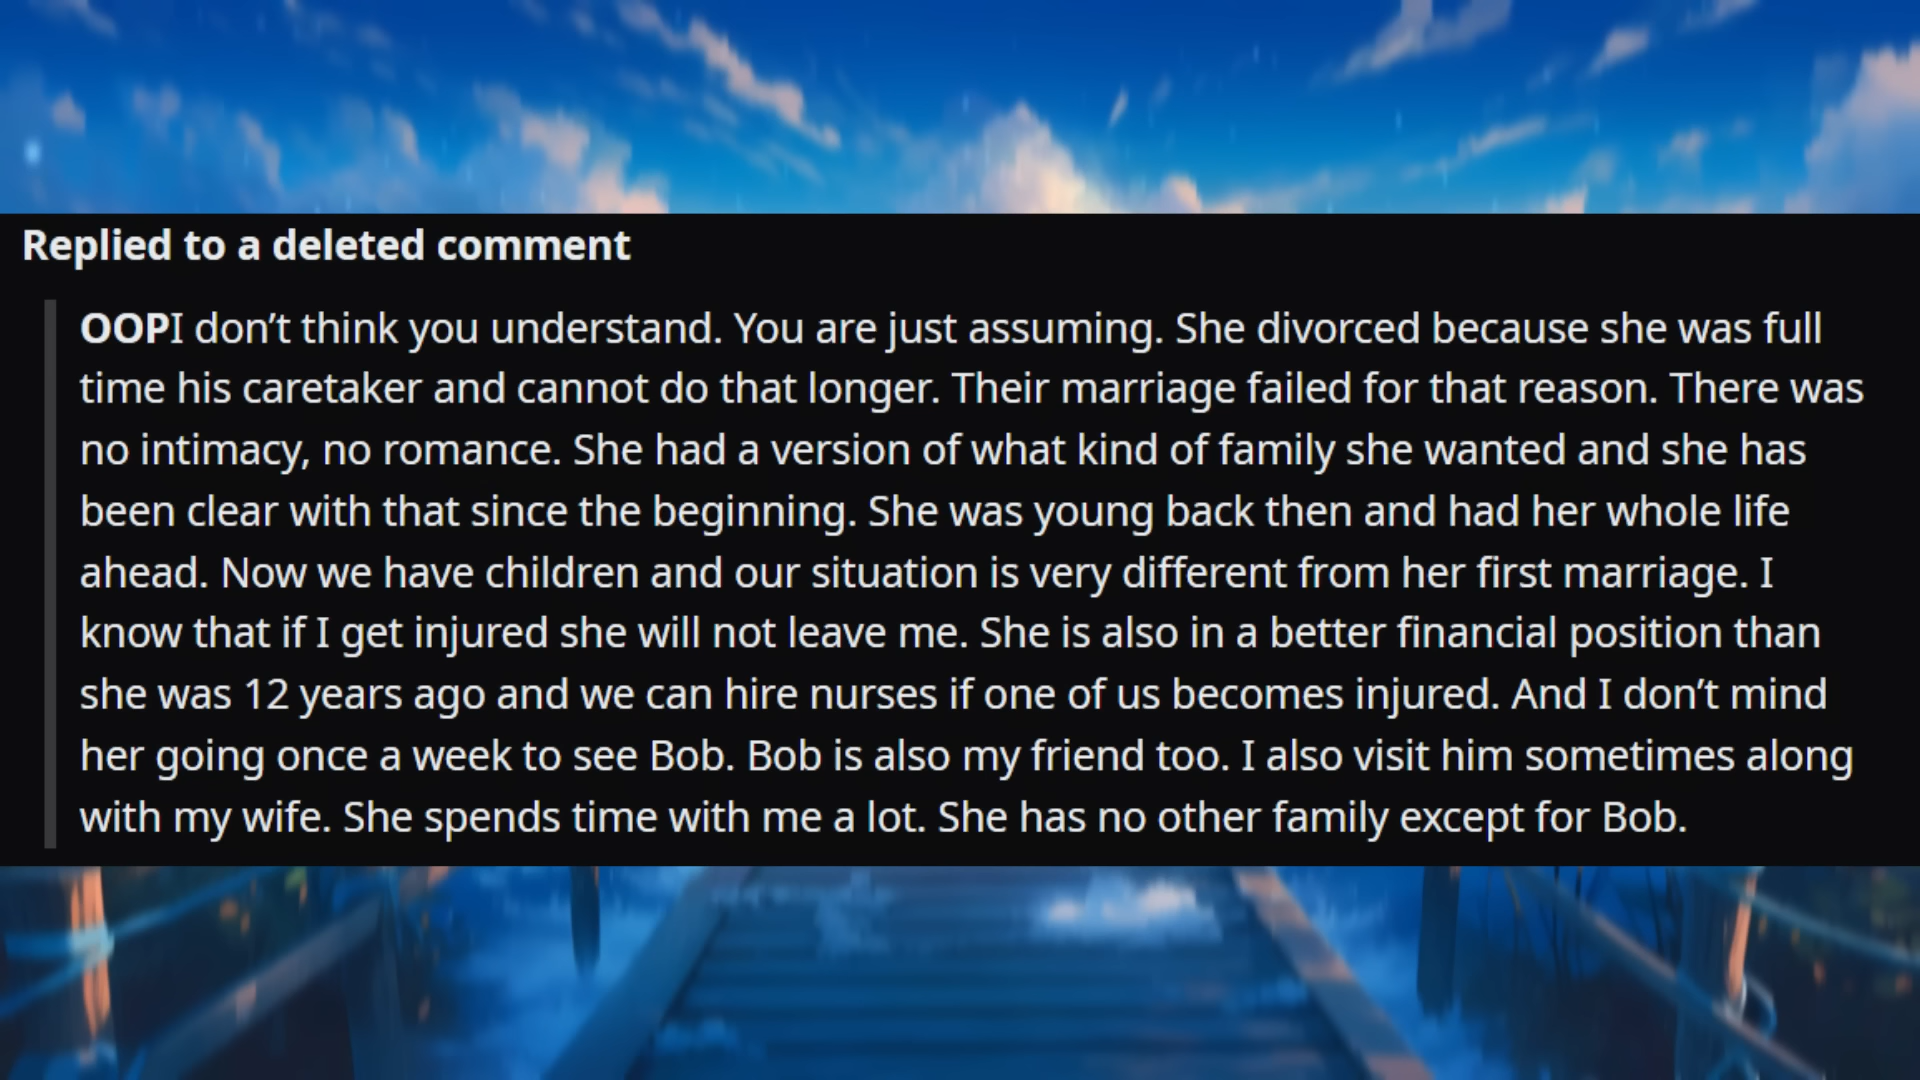 Replied to a deleted comment
OOPI don’t think you understand. You are just assuming. She divorced because she was full
time his caretaker and cannot do that longer. Their marriage failed for that reason. There was
no intimacy, no romance. She had a version of what kind of family she wanted and she has
been clear with that since the beginning. She was young back then and had her whole life
ahead. Now we have children and our situation is very different from her first marriage. I
know that if I get injured she will not leave me. She is also in a better financial position than
she was 12 years ago and we can hire nurses if one of us becomes injured. And I don’t mind
her going once a week to see Bob. Bob is also my friend too. I also visit him sometimes along
with my wife. She spends time with me a lot. She has no other family except for Bob.